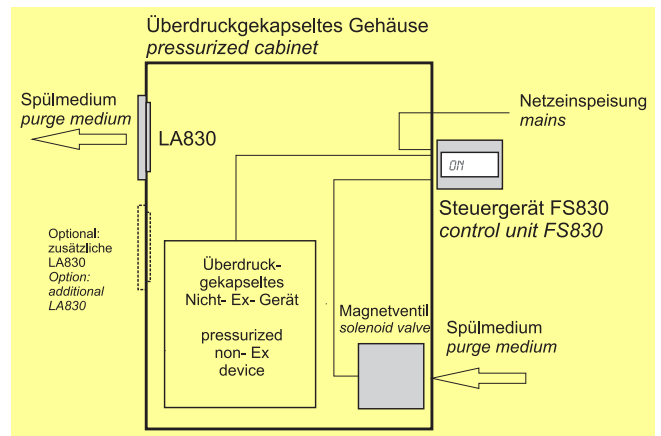 Überdruckgekapseltes Gehäuse
pressurized cabinet
Spülmedium
purge medium
LA830
Netzeinspeisung
mains
ON
Steuergerät FS830
control unit FS830
Optional:
zusätzliche
LA830
Option:
additional
LA830
Überdruck-
gekapseltes
Nicht- Ex- Gerät
pressurized
non- Ex
device
Magnetventil
solenoid valve
Spülmedium
purge medium